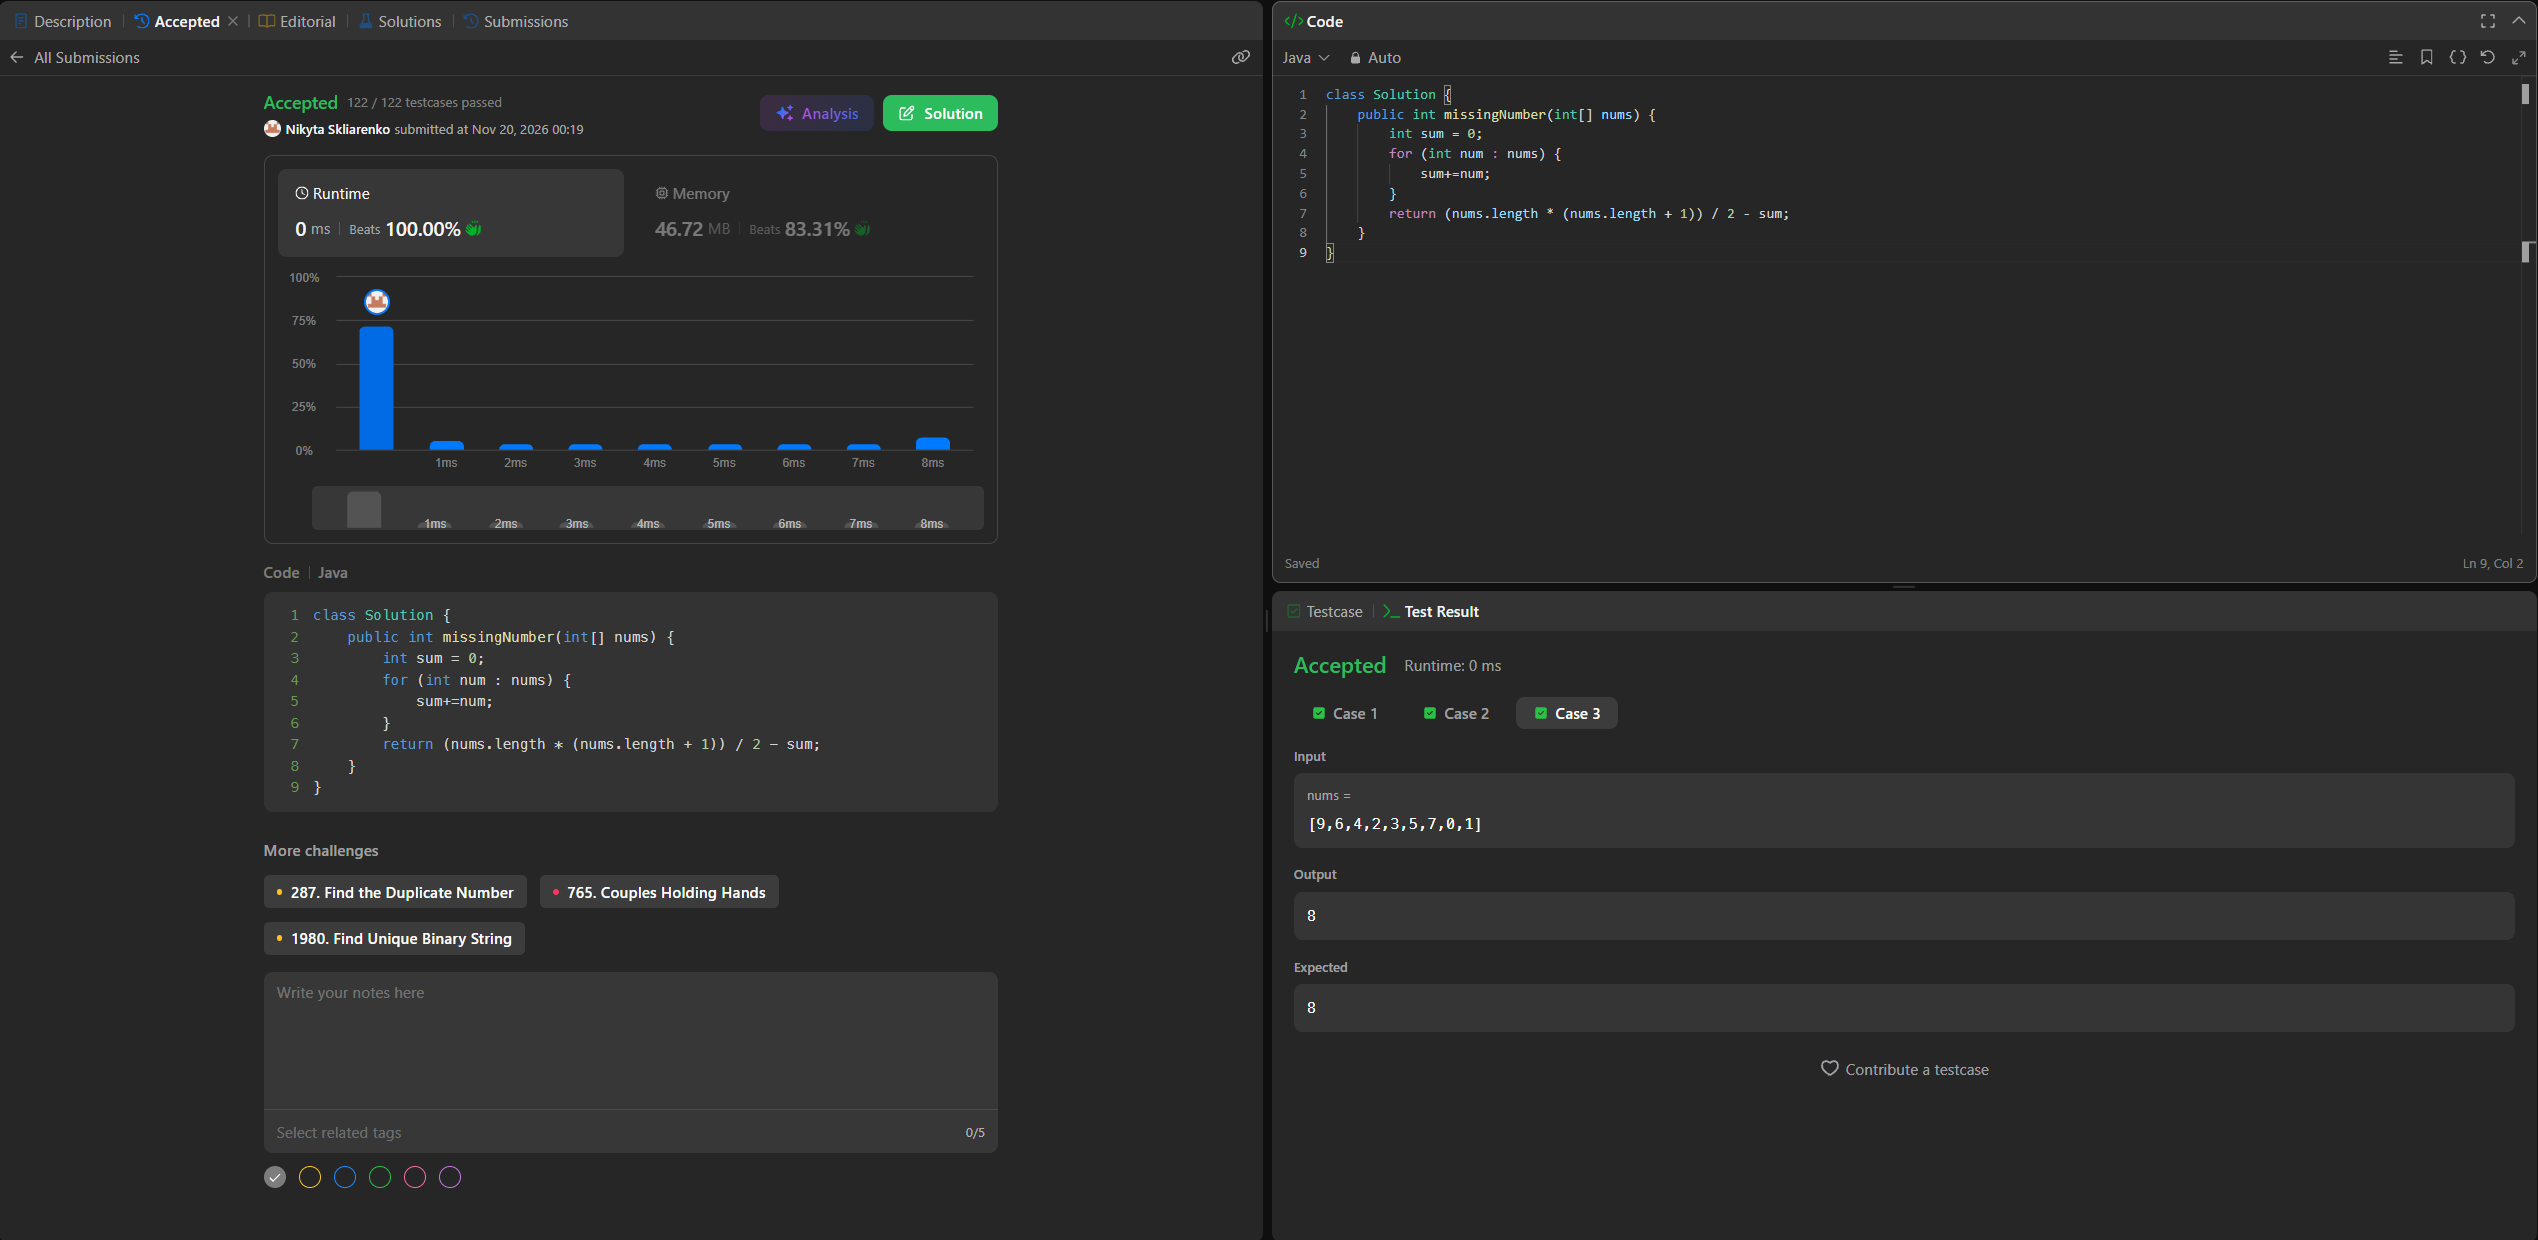 Description
Accepted
Editorial
Solutions
Submissions
All Submissions
Accepted 122 / 122 testcases passed
Nikyta Skliarenko submitted at Nov 20, 2026 00:19
Analysis
Solution
Runtime
0 ms Beats 100.00%
Memory
46.72 MB Beats 83.31%
100%
75%
50%
25%
0%
1ms 2ms 3ms 4ms 5ms 6ms 7ms 8ms
1ms 2ms 3ms 4ms 5ms 6ms 7ms 8ms
Code Java
1 class Solution {
2 public int missingNumber(int[] nums) {
3 int sum = 0;
4 for (int num : nums) {
5 sum+=num;
6 }
7 return (nums.length * (nums.length + 1)) / 2 - sum;
8 }
9 }
More challenges
287. Find the Duplicate Number
765. Couples Holding Hands
1980. Find Unique Binary String
Write your notes here
Select related tags 0/5
</> Code
Java Auto
1 class Solution {
2 public int missingNumber(int[] nums) {
3 int sum = 0;
4 for (int num : nums) {
5 sum+=num;
6 }
7 return (nums.length * (nums.length + 1)) / 2 - sum;
8 }
9 }
Saved Ln 9, Col 2
Testcase
Test Result
Accepted Runtime: 0 ms
Case 1 Case 2 Case 3
Input
nums =
[9,6,4,2,3,5,7,0,1]
Output
8
Expected
8
Contribute a testcase